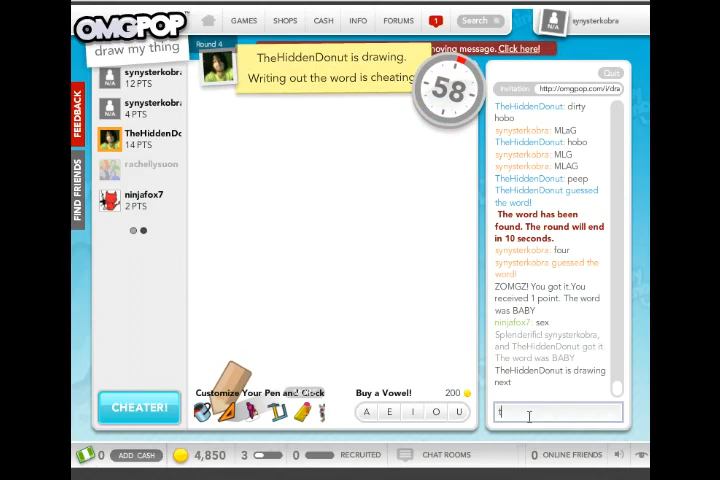 OMGPOP
draw my thing
GAMES
SHOPS
CASH
INFO
FORUMS
1
Search
N/A
synysterkobra
Round 4
oying message. Click here!
TheHiddenDonut is drawing.
Writing out the word is cheating
58
FEEDBACK
FIND FRIENDS
N/A
synysterkobra
12 PTS
N/A
synysterkobra
4 PTS
TheHiddenDo
14 PTS
rachellysuon
ninjafox7
2 PTS
CHEATER!
Customize Your Pen and Clock
Buy a Vowel!
200
A E I O U
Quit
Invitation
http://omgpop.com/i/dra
TheHiddenDonut: dirty
hobo
synysterkobra: MLaG
TheHiddenDonut: hobo
synysterkobra: MLG
synysterkobra: MLAG
TheHiddenDonut: peep
TheHiddenDonut guessed
the word!
The word has been
found. The round will end
in 10 seconds.
synysterkobra: four
synysterkobra guessed the
word!
ZOMGZ! You got it.You
received 1 point. The word
was BABY
ninjafox7: sex
Splenderific! synysterkobra,
and TheHiddenDonut got it.
The word was BABY
TheHiddenDonut is drawing
next
t
0
ADD CASH
4,850
3
0
RECRUITED
CHAT ROOMS
0 ONLINE FRIENDS